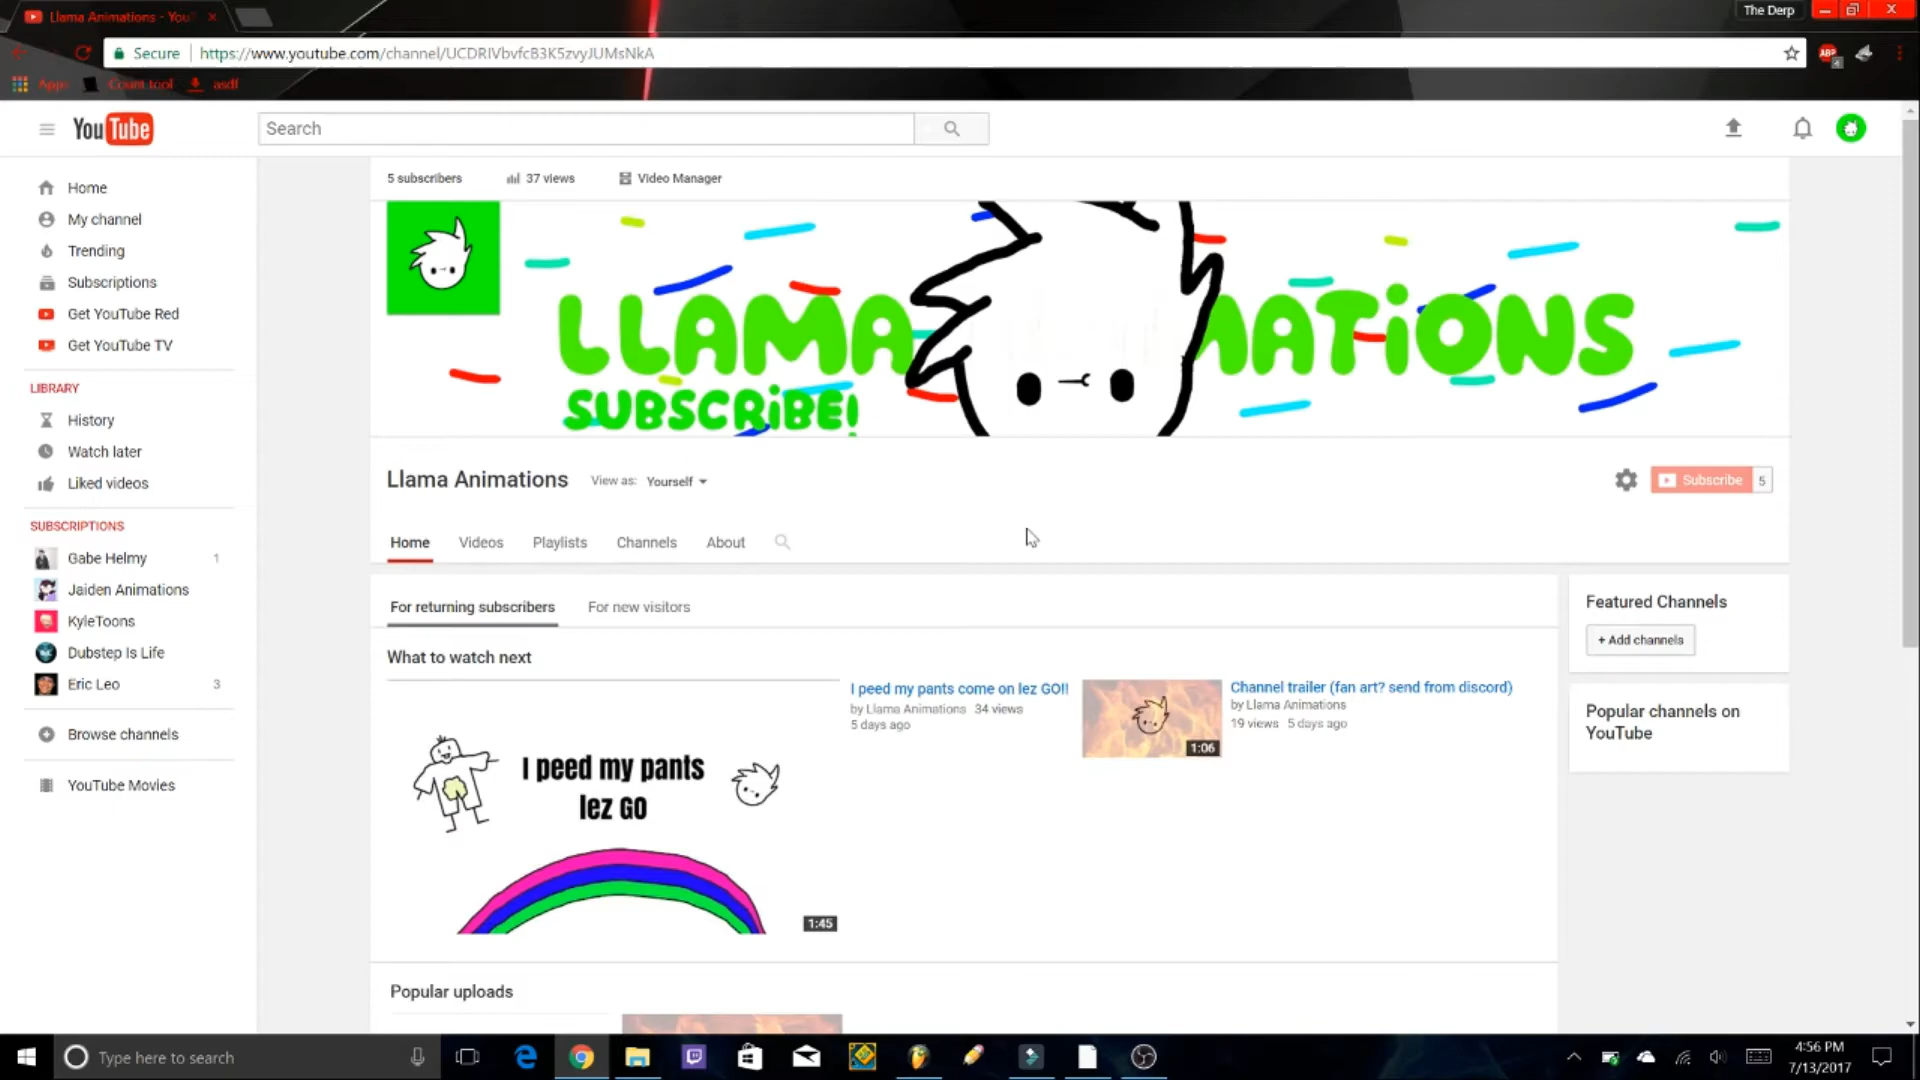 Llama Animations - You
The Derp
Secure https://www.youtube.com/channel/UCDRlVbvfcB3K5zvyJUMsNkA
ABP
4
Apps Count tool asdf
YouTube
Search
Home
My channel
Trending
Subscriptions
Get YouTube Red
Get YouTube TV
LIBRARY
History
Watch later
Liked videos
SUBSCRIPTIONS
Gabe Helmy 1
Jaiden Animations
KyleToons
Dubstep Is Life
Eric Leo 3
Browse channels
YouTube Movies
5 subscribers 37 views Video Manager
LLAMA MATiONS
SUBSCRiBE!
Llama Animations View as: Yourself
Subscribe 5
Home Videos Playlists Channels About
For returning subscribers For new visitors
What to watch next
I peed my pants
lez GO
1:45
I peed my pants come on lez GO!!
by Llama Animations 34 views
5 days ago
1:06
Channel trailer (fan art? send from discord)
by Llama Animations
19 views 5 days ago
Popular uploads
Featured Channels
+ Add channels
Popular channels on
YouTube
Type here to search
4:56 PM
7/13/2017